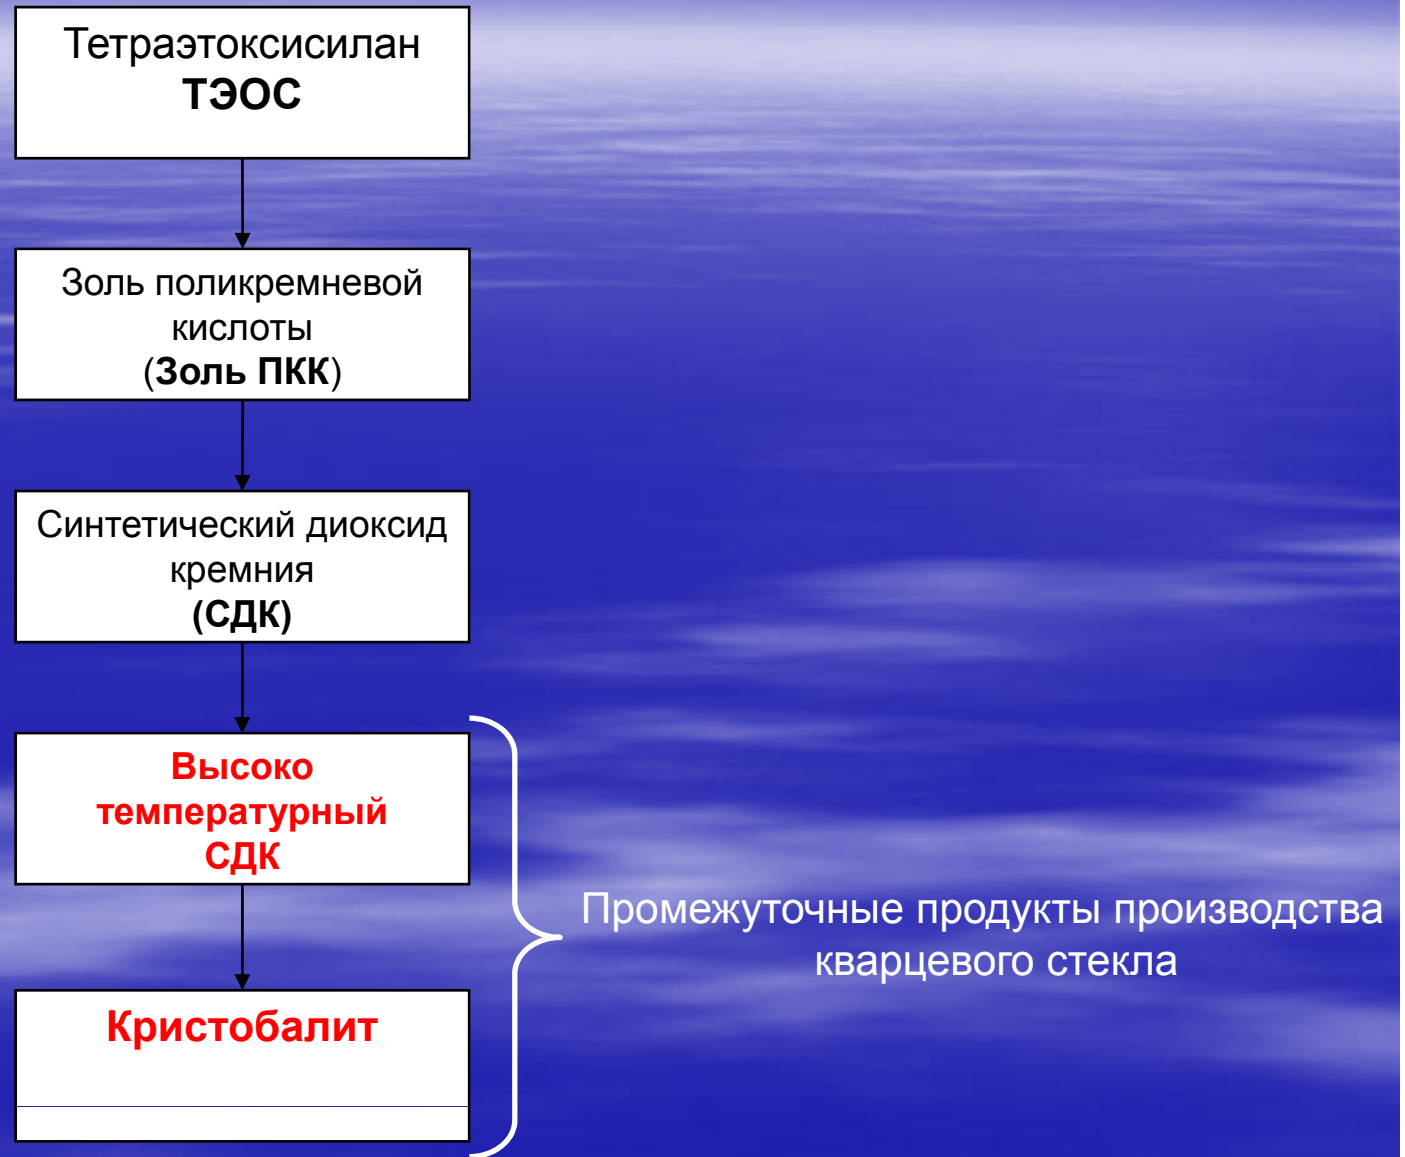 Тетраэтоксисилан
ТЭОС
Золь поликремневой
кислоты
(Золь ПКК)
Синтетический диоксид
кремния
(СДК)
Высоко
температурный
СДК
Промежуточные продукты производства
кварцевого стекла
Кристобалит